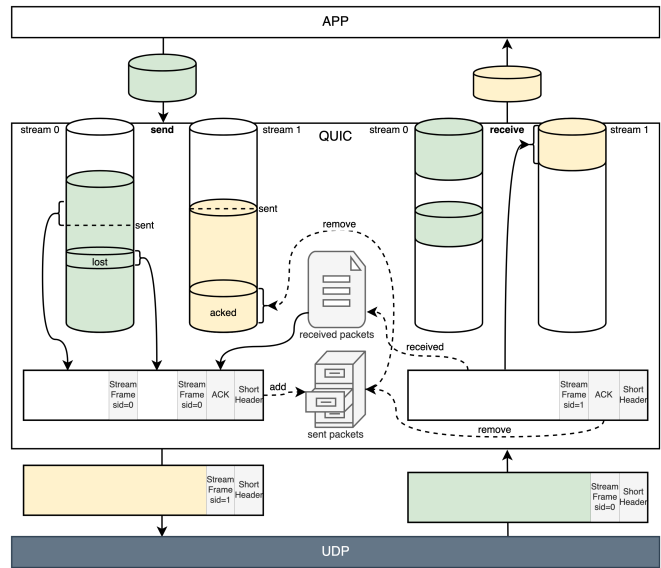 APP
stream 0
send
stream 1
QUIC
stream 0
receive
stream 1
sent
sent
lost
acked
remove
received packets
received
Stream
Frame
sid=0
Stream
Frame
sid=0
ACK
Short
Header
add
sent packets
remove
Stream
Frame
sid=1
ACK
Short
Header
Stream
Frame
sid=1
Short
Header
Stream
Frame
sid=0
Short
Header
UDP